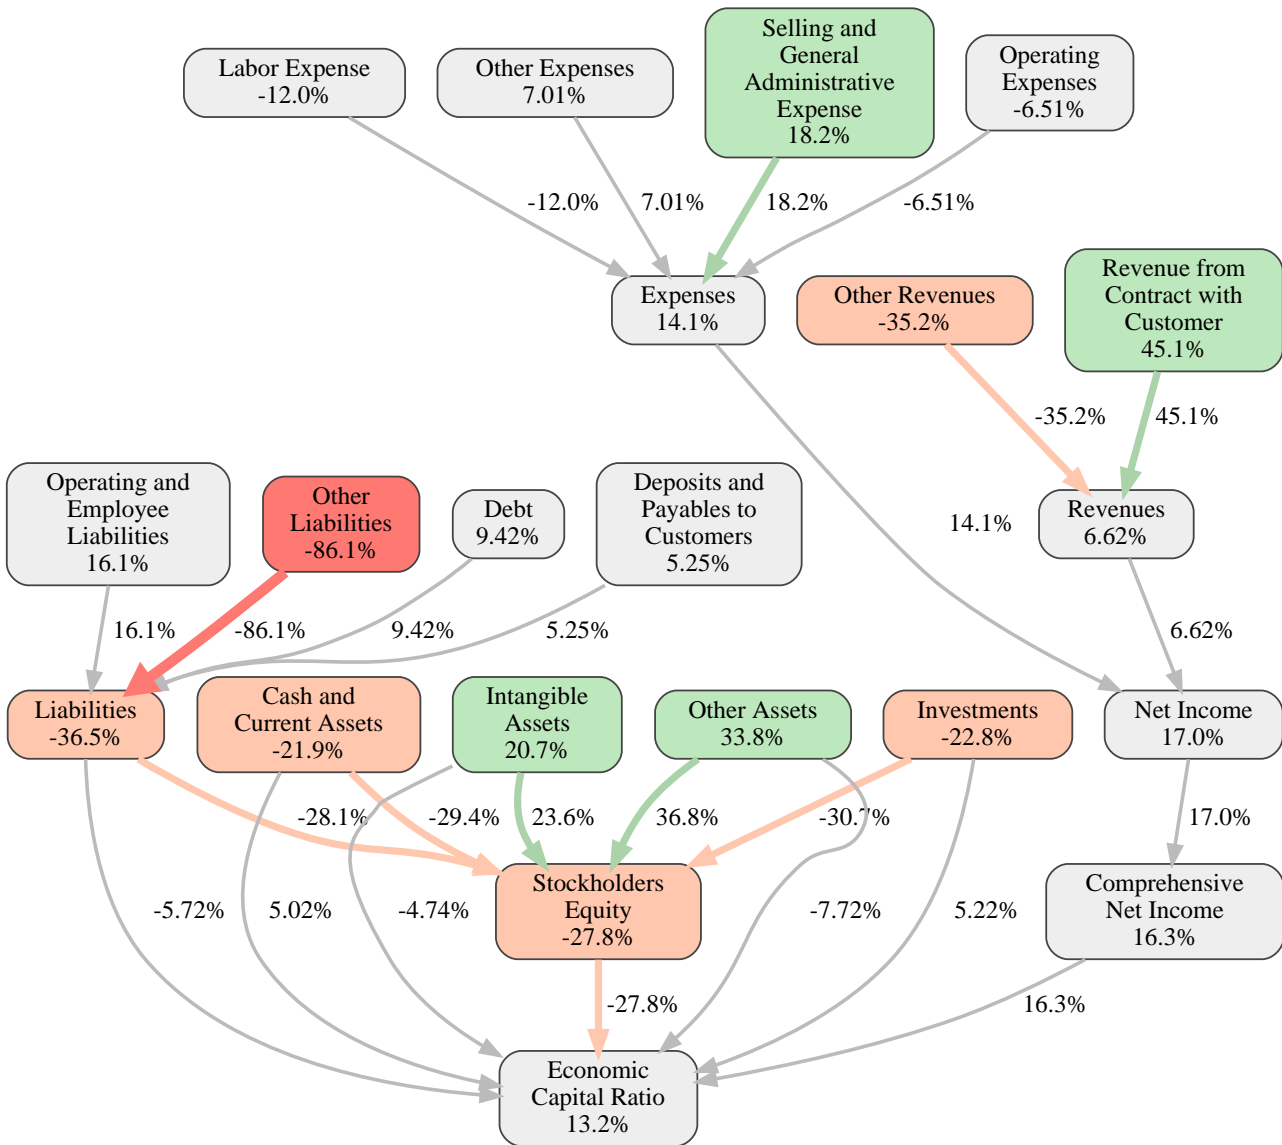 Selling and
General
Administrative
Expense
18.2%
Labor Expense
-12.0%
Other Expenses
7.01%
Operating
Expenses
-6.51%
-12.0%
7.01%
18.2%
-6.51%
Expenses
14.1%
Other Revenues
-35.2%
Revenue from
Contract with
Customer
45.1%
-35.2%
45.1%
Operating and
Employee
Liabilities
16.1%
Other
Liabilities
-86.1%
Debt
9.42%
Deposits and
Payables to
Customers
5.25%
14.1%
Revenues
6.62%
16.1%
-86.1%
9.42%
5.25%
6.62%
Liabilities
-36.5%
Cash and
Current Assets
-21.9%
Intangible
Assets
20.7%
Other Assets
33.8%
Investments
-22.8%
Net Income
17.0%
-28.1%
-29.4%
23.6%
36.8%
-30.7%
17.0%
Stockholders
Equity
-27.8%
Comprehensive
Net Income
16.3%
-5.72%
5.02%
-4.74%
-7.72%
5.22%
-27.8%
16.3%
Economic
Capital Ratio
13.2%